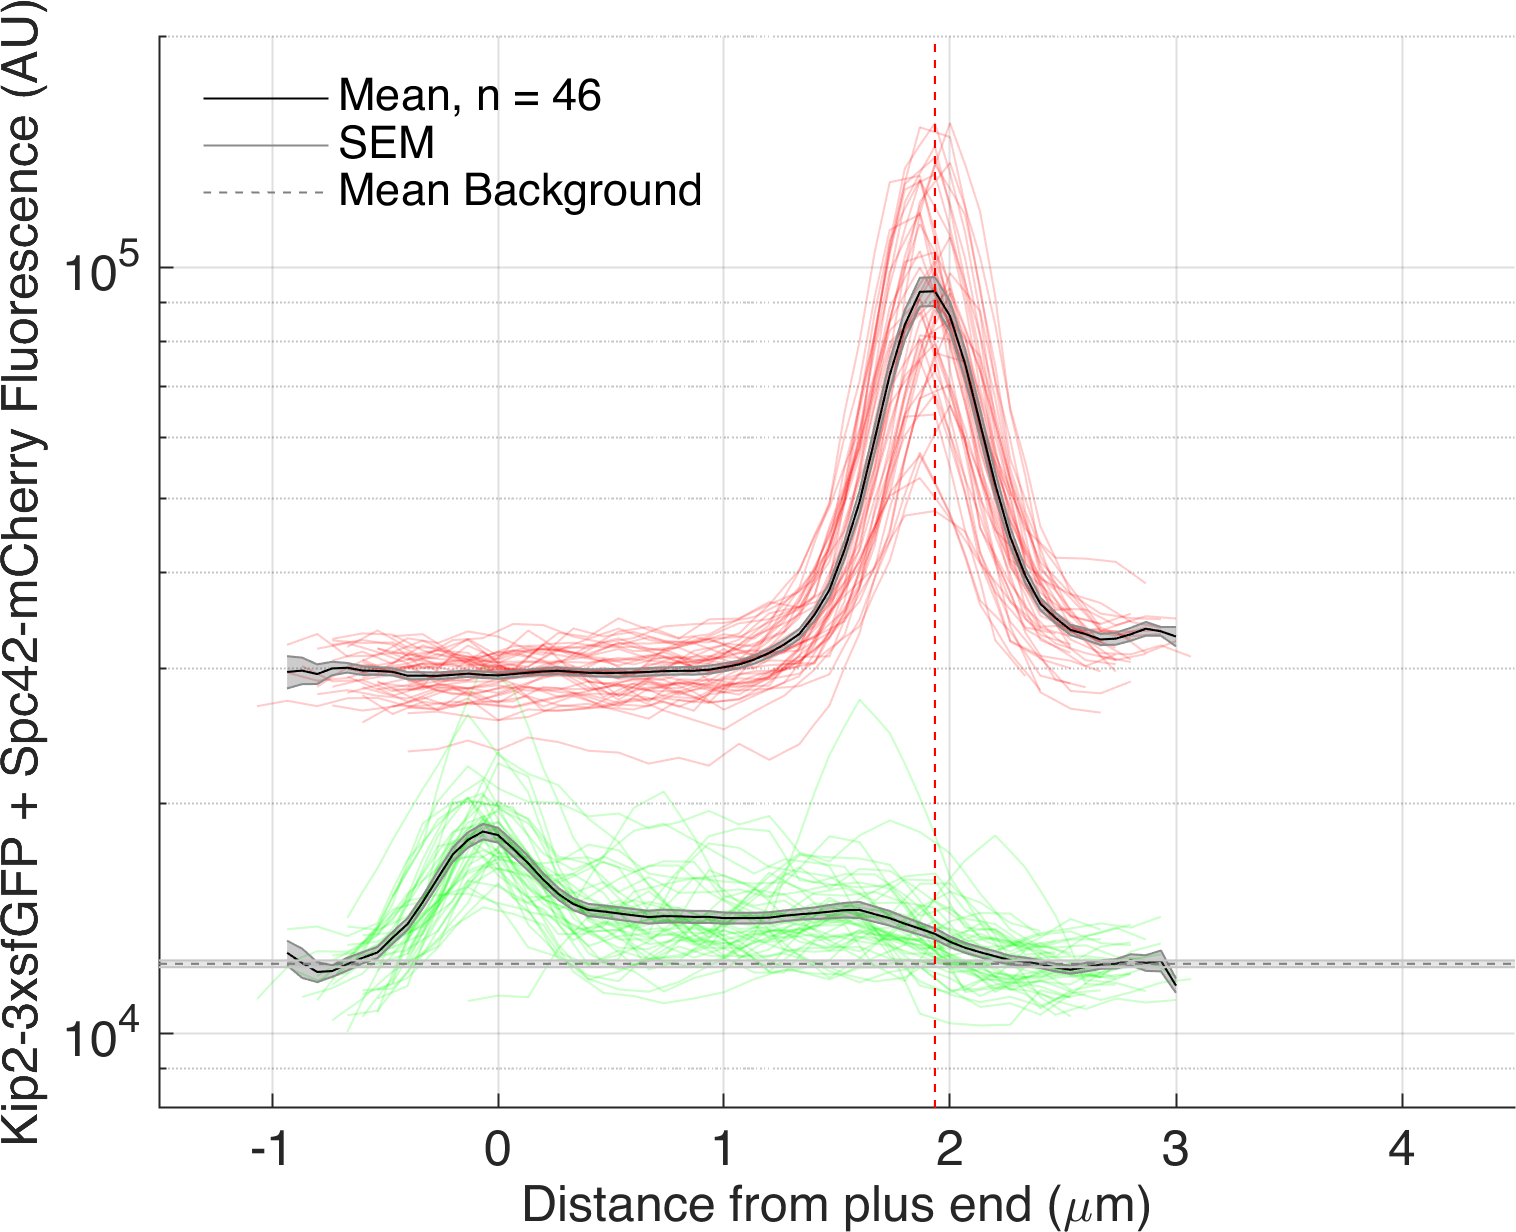 Kip2-3xsfGFP + Spc42-mCherry Fluorescence (AU)
Mean, n = 46
SEM
Mean Background
10^5
10^4
-1 0 1 2 3 4
Distance from plus end (μm)